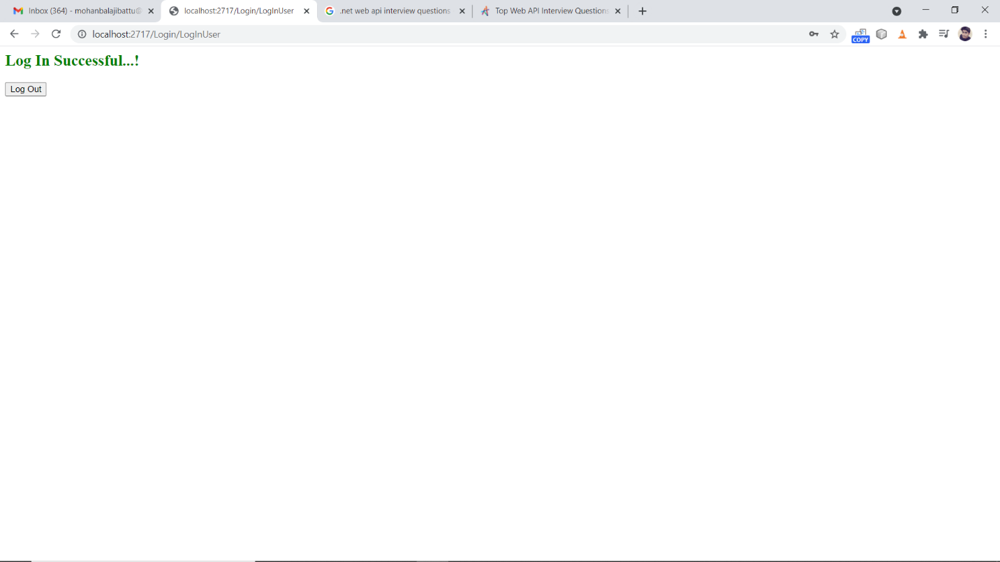 Inbox (364) - mohanbalajibattu@
localhost:2717/Login/LogInUser
.net web api interview questions
Top Web API Interview Questions
localhost:2717/Login/LogInUser
COPY
Log In Successful...!
Log Out